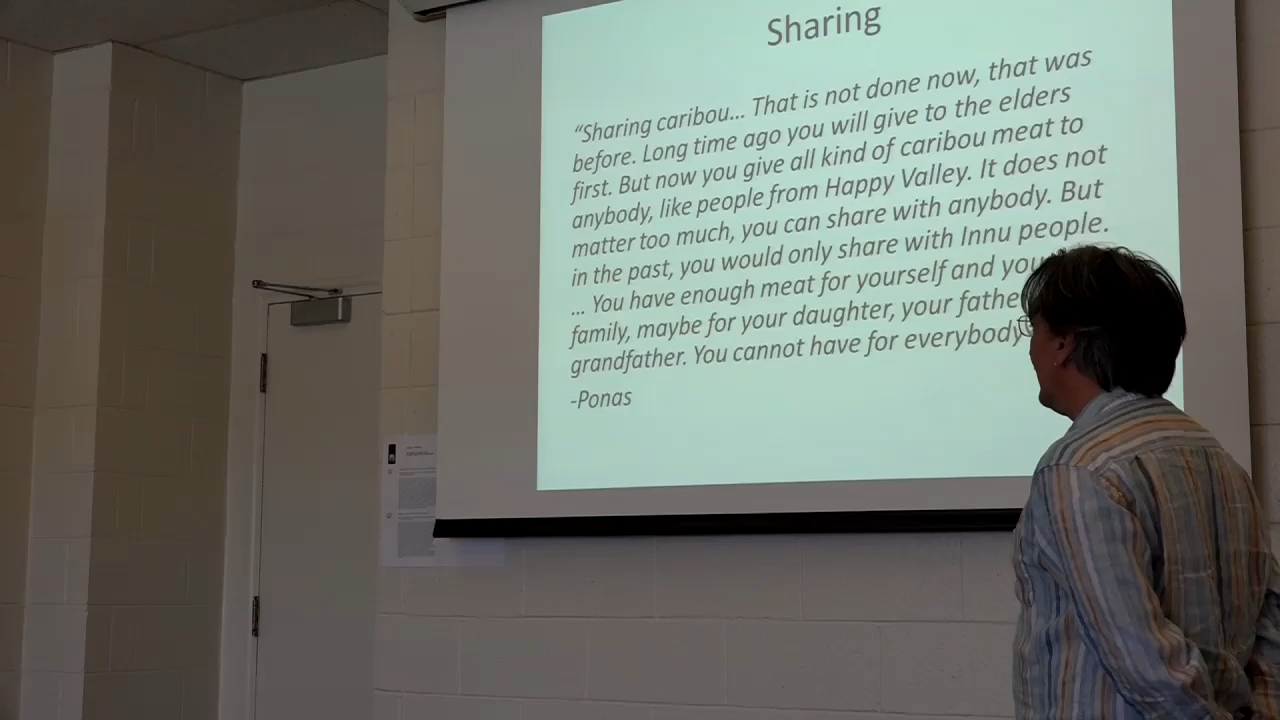 Sharing
“Sharing caribou... That is not done now, that was
before. Long time ago you will give to the elders
first. But now you give all kind of caribou meat to
anybody, like people from Happy Valley. It does not
matter too much, you can share with anybody. But
in the past, you would only share with Innu people.
... You have enough meat for yourself and
family, maybe for your daughter, your
grandfather. You cannot have for everybody
-Ponas